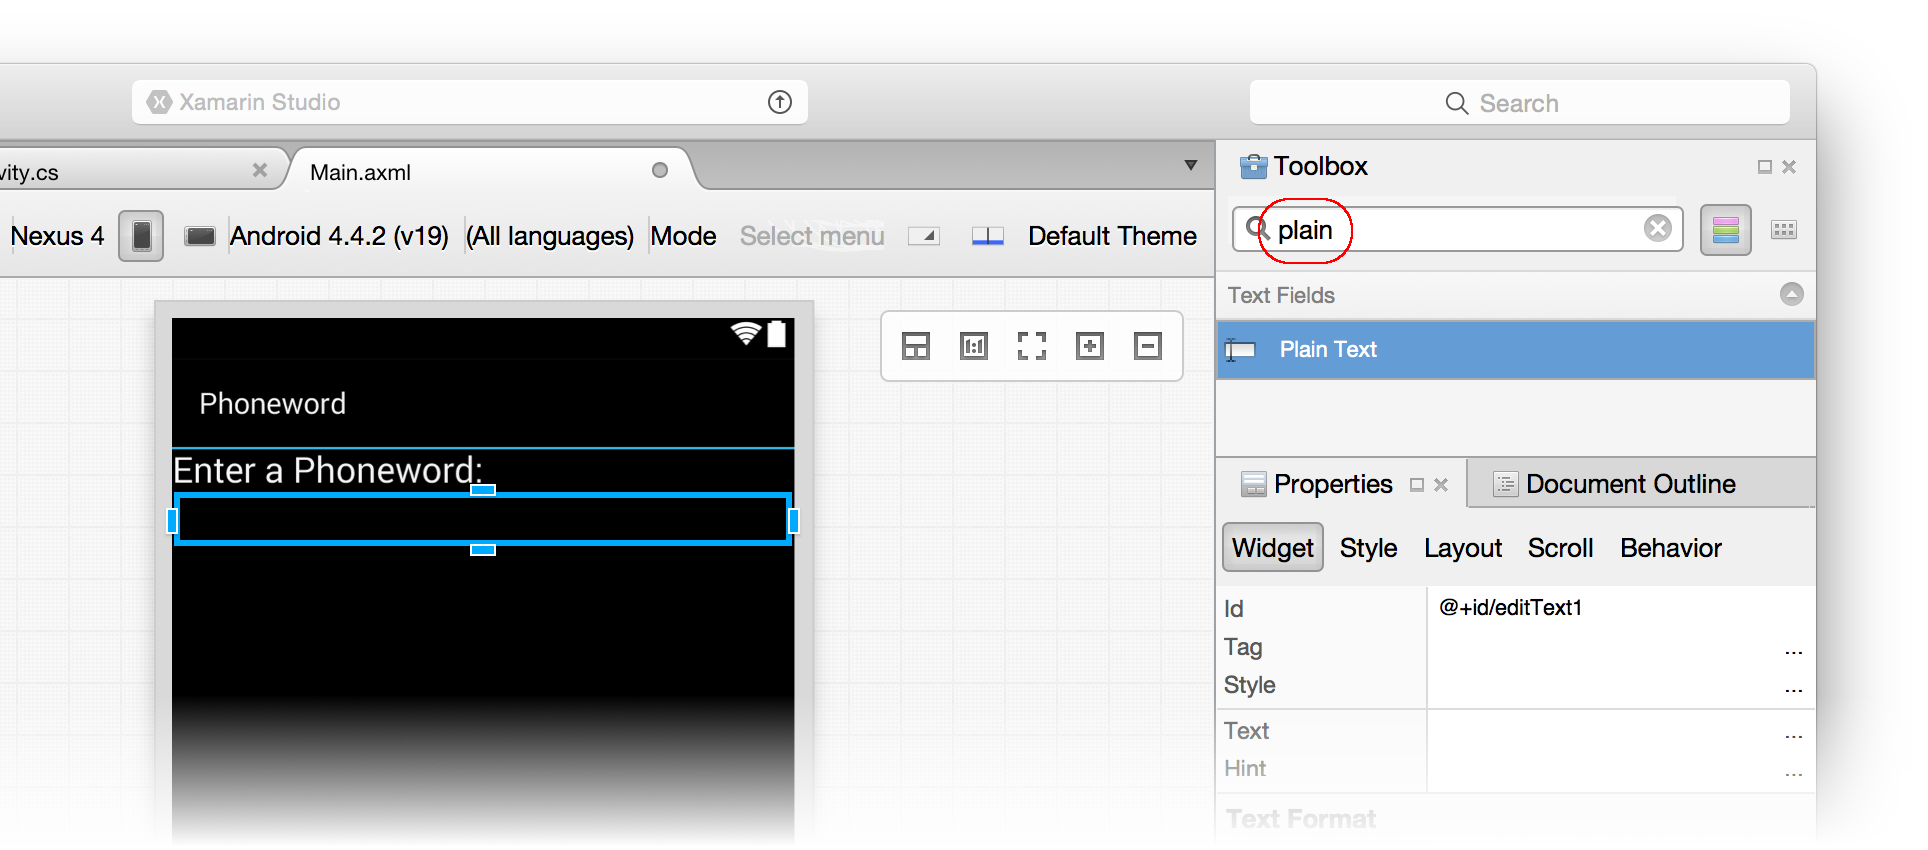 Xamarin Studio
Search
vity.cs
Main.axml
Toolbox
Nexus 4
Android 4.4.2 (v19)
(All languages)
Mode
Select menu
Default Theme
plain
Text Fields
Plain Text
1:1
Phoneword
Enter a Phoneword:
Properties
Document Outline
Widget Style Layout Scroll Behavior
Id @+id/editText1
Tag ...
Style ...
Text ...
Hint ...
Text Format